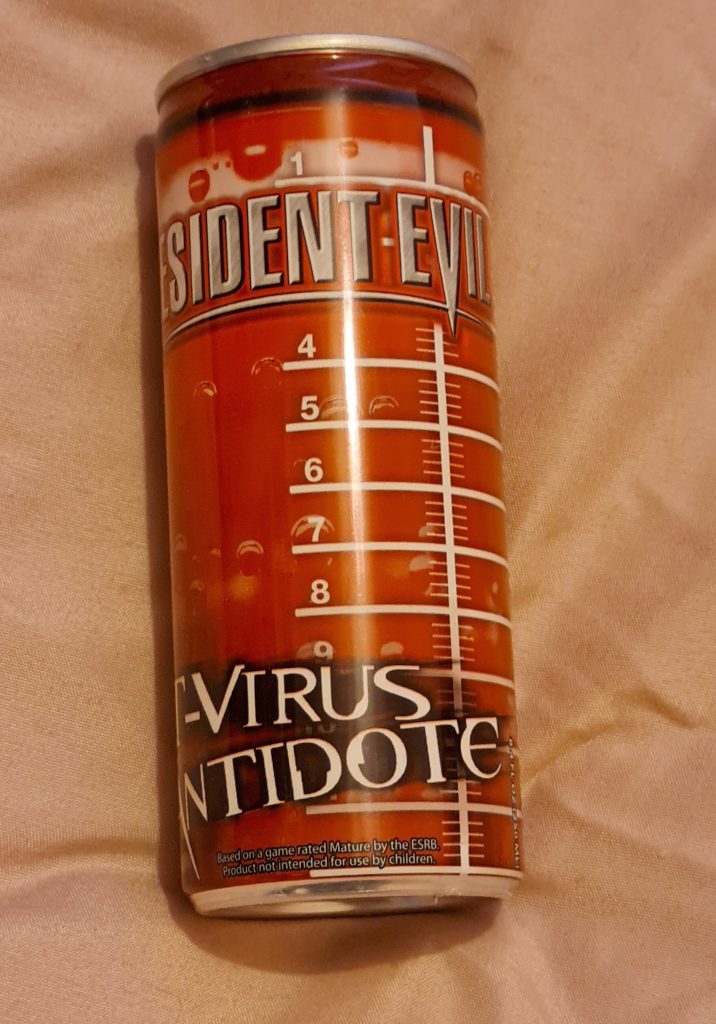 1
ESIDENT-EVIL
4
5
6
7
8
9
T-VIRUS
ANTIDOTE
Based on a game rated Mature by the ESRB.
Product not intended for use by children.